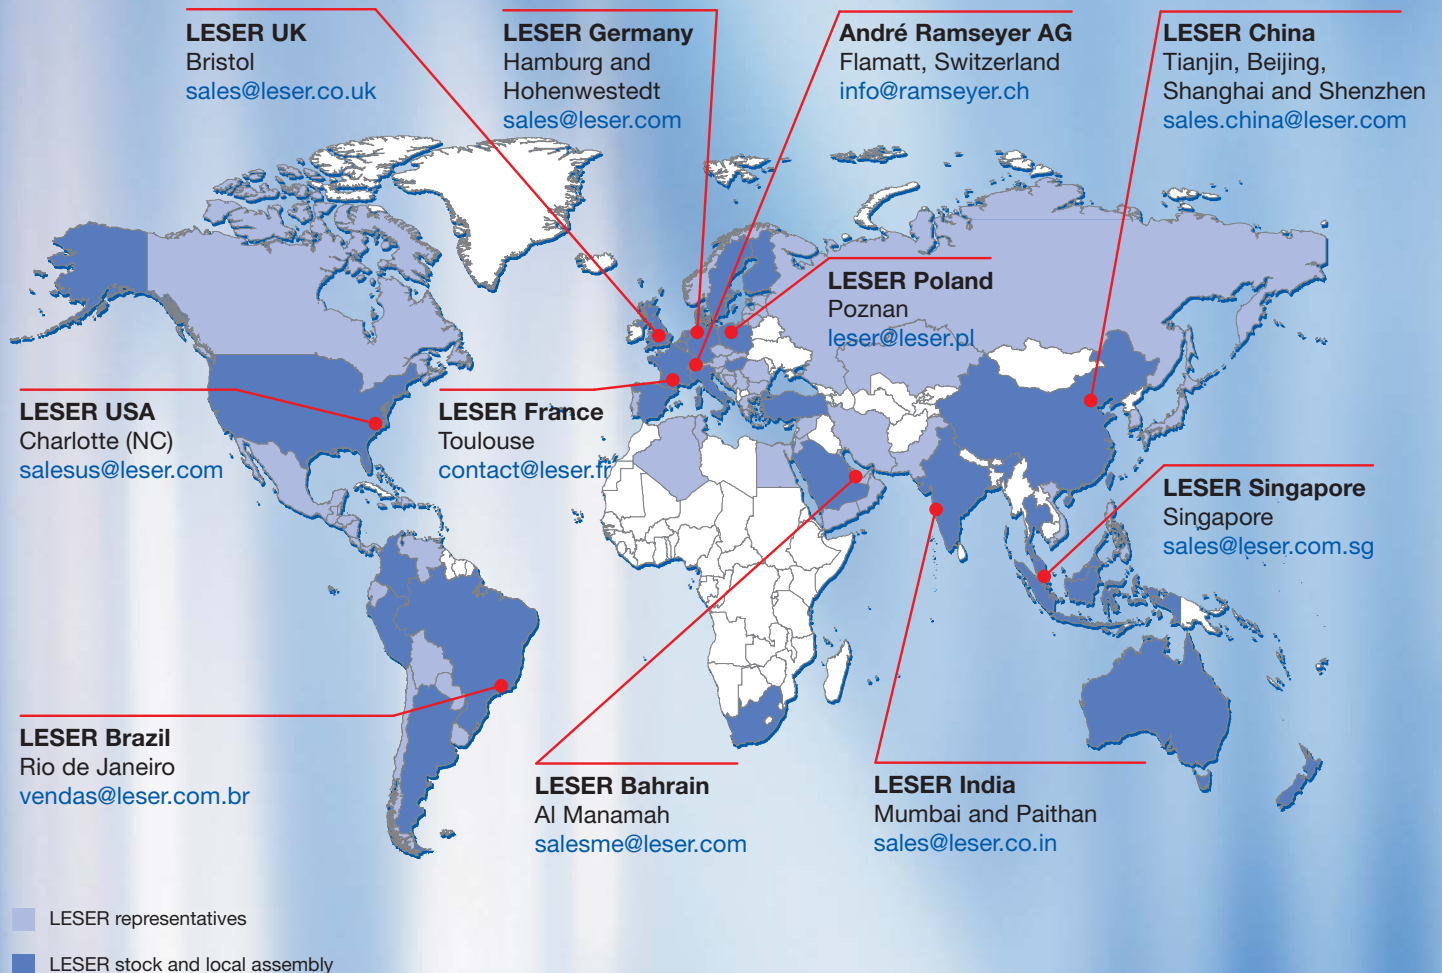 LESER UK
Bristol
sales@leser.co.uk
LESER Germany
Hamburg and
Hohenwestedt
sales@leser.com
André Ramseyer AG
Flamatt, Switzerland
info@ramseyer.ch
LESER China
Tianjin, Beijing,
Shanghai and Shenzhen
sales.china@leser.com
LESER Poland
Poznan
leser@leser.pl
LESER USA
Charlotte (NC)
salesus@leser.com
LESER France
Toulouse
contact@leser.fr
LESER Singapore
Singapore
sales@leser.com.sg
LESER Brazil
Rio de Janeiro
vendas@leser.com.br
LESER Bahrain
Al Manamah
salesme@leser.com
LESER India
Mumbai and Paithan
sales@leser.co.in
LESER representatives
LESER stock and local assembly